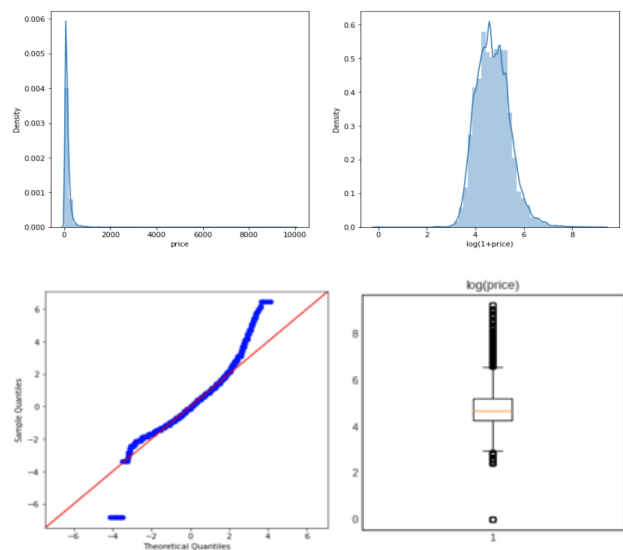 0.006
0.005
0.004
0.003
0.002
0.001
0.000
Density
0 2000 4000 6000 8000 10000
price
0.6
0.5
0.4
0.3
0.2
0.1
0.0
Density
0 2 4 6 8
log(1+price)
6
4
2
0
−2
−4
−6
Sample Quantiles
−6 −4 −2 0 2 4 6
Theoretical Quantiles
log(price)
8
6
4
2
0
1